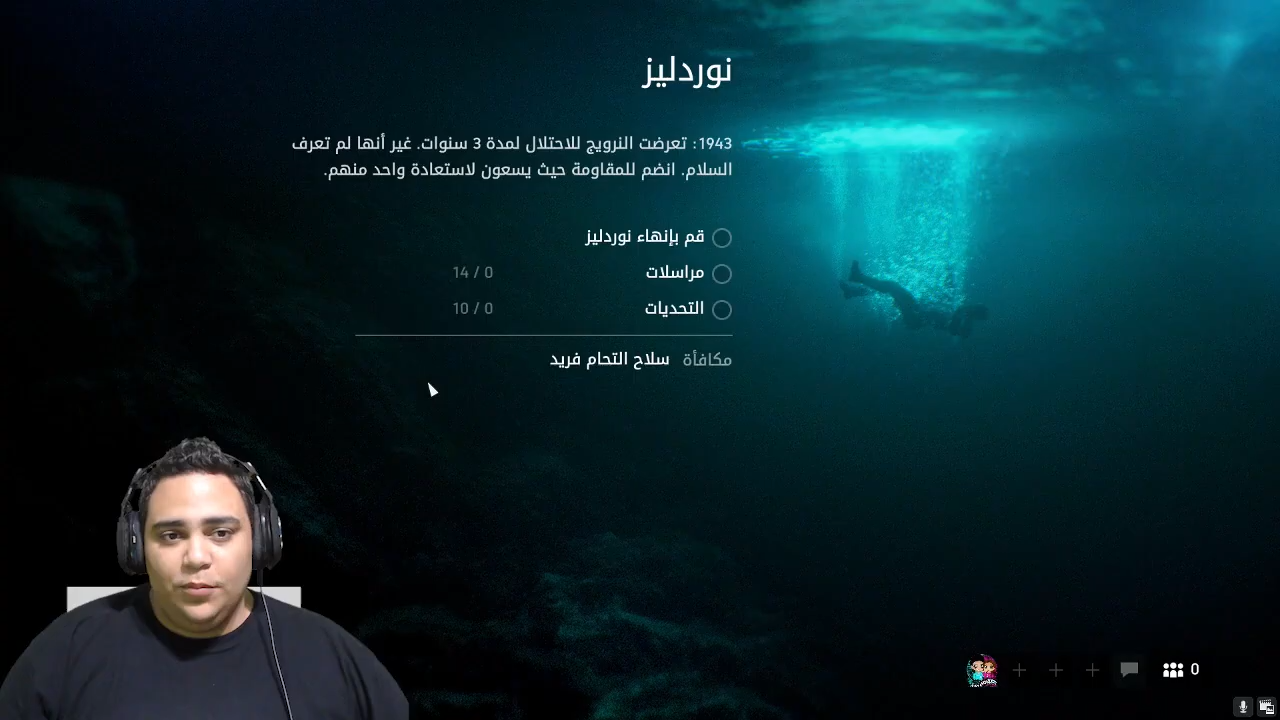 نوردليز
1943: تعرضت النرويج للاحتلال لمدة 3 سنوات. غير أنها لم تعرف
السلام. انضم للمقاومة حيث يسعون لاستعادة واحد منهم.
قم بإنهاء نوردليز
مراسلات 0 / 14
التحديات 0 / 10
مكافأة سلاح التحام فريد
0